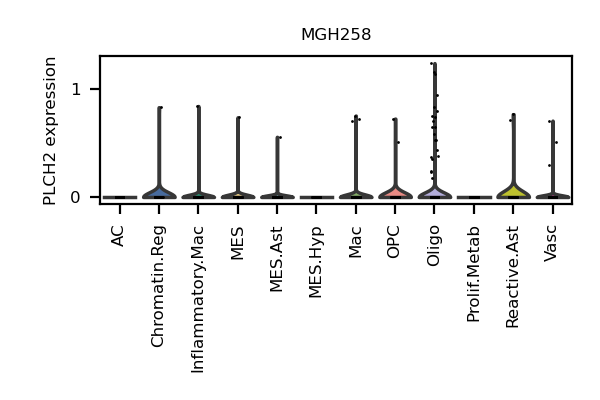 MGH258
PLCH2 expression
1
0
AC
Chromatin.Reg
Inflammatory.Mac
MES
MES.Ast
MES.Hyp
Mac
OPC
Oligo
Prolif.Metab
Reactive.Ast
Vasc